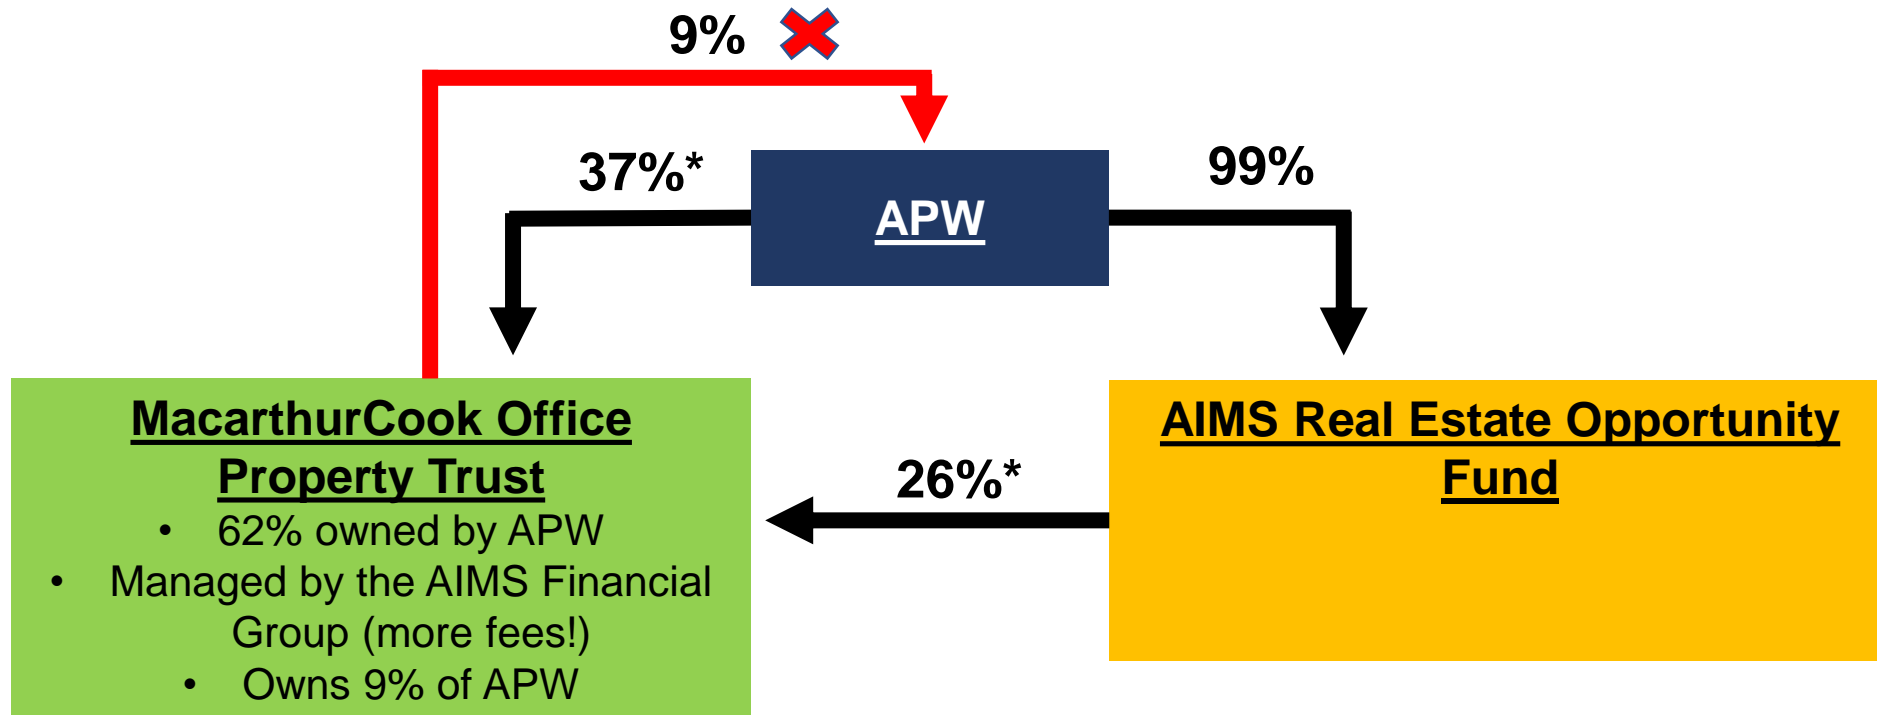 9%
37%*
99%
APW
MacarthurCook Office
Property Trust
• 62% owned by APW
• Managed by the AIMS Financial
Group (more fees!)
• Owns 9% of APW
26%*
AIMS Real Estate Opportunity
Fund